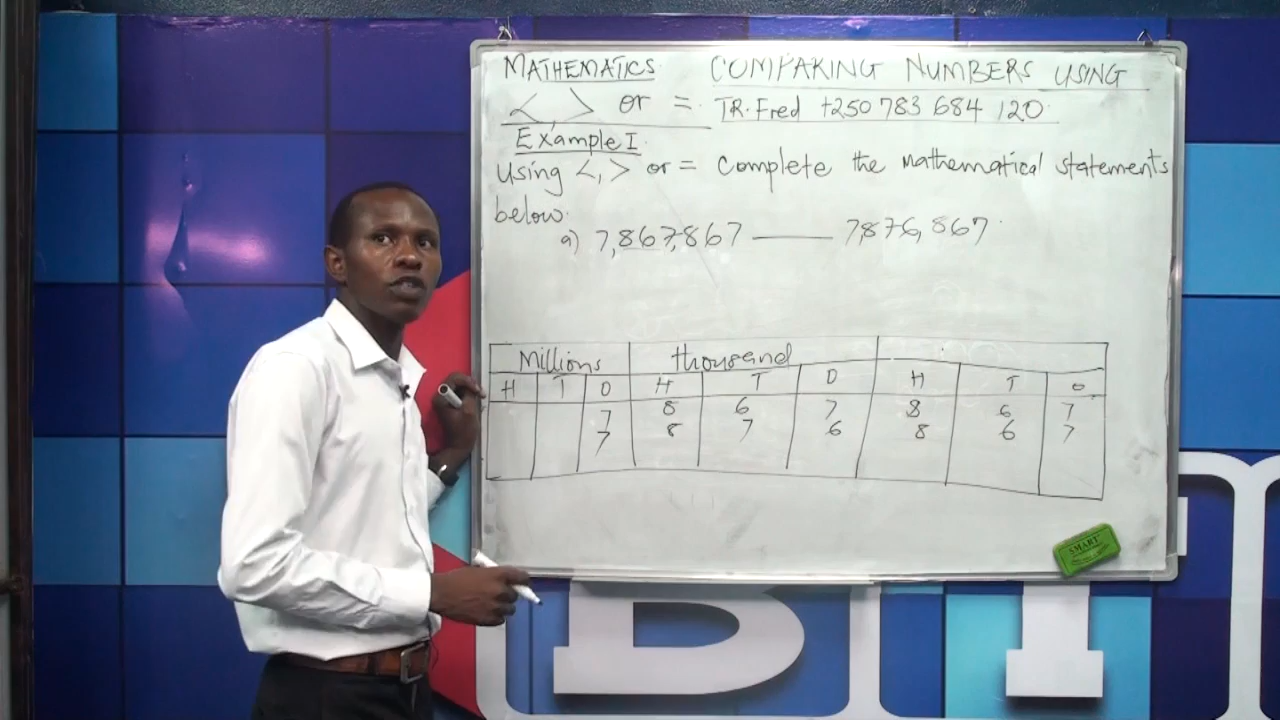 MATHEMATICS. COMPARING NUMBERS USING
< > or =. TR. Fred +250 783 684 120.
Example I.
Using <, > or = Complete the mathematical statements
below.
a) 7,867,867 ——— 7,876,867.
Millions thousand
H T O H T O H T O
7 8 6 7 8 6 7
7 8 7 6 8 6 7
SMART